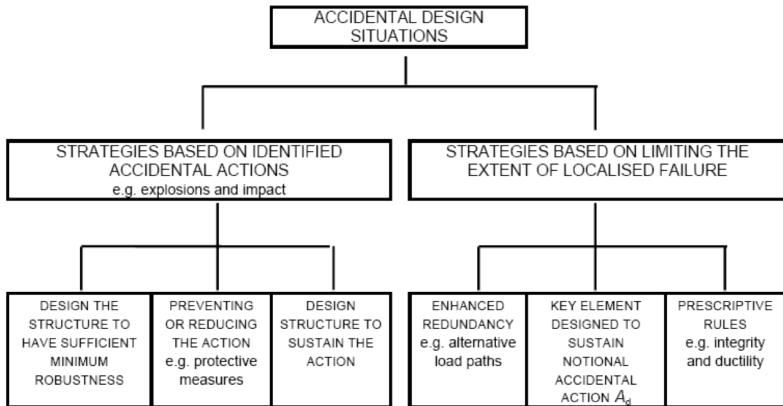 ACCIDENTAL DESIGN
SITUATIONS
STRATEGIES BASED ON IDENTIFIED
ACCIDENTAL ACTIONS
e.g. explosions and impact
STRATEGIES BASED ON LIMITING THE
EXTENT OF LOCALISED FAILURE
DESIGN THE
STRUCTURE TO
HAVE SUFFICIENT
MINIMUM
ROBUSTNESS
PREVENTING
OR REDUCING
THE ACTION
e.g. protective
measures
DESIGN
STRUCTURE TO
SUSTAIN THE
ACTION
ENHANCED
REDUNDANCY
e.g. alternative
load paths
KEY ELEMENT
DESIGNED TO
SUSTAIN
NOTIONAL
ACCIDENTAL
ACTION Ad
PRESCRIPTIVE
RULES
e.g. integrity
and ductility